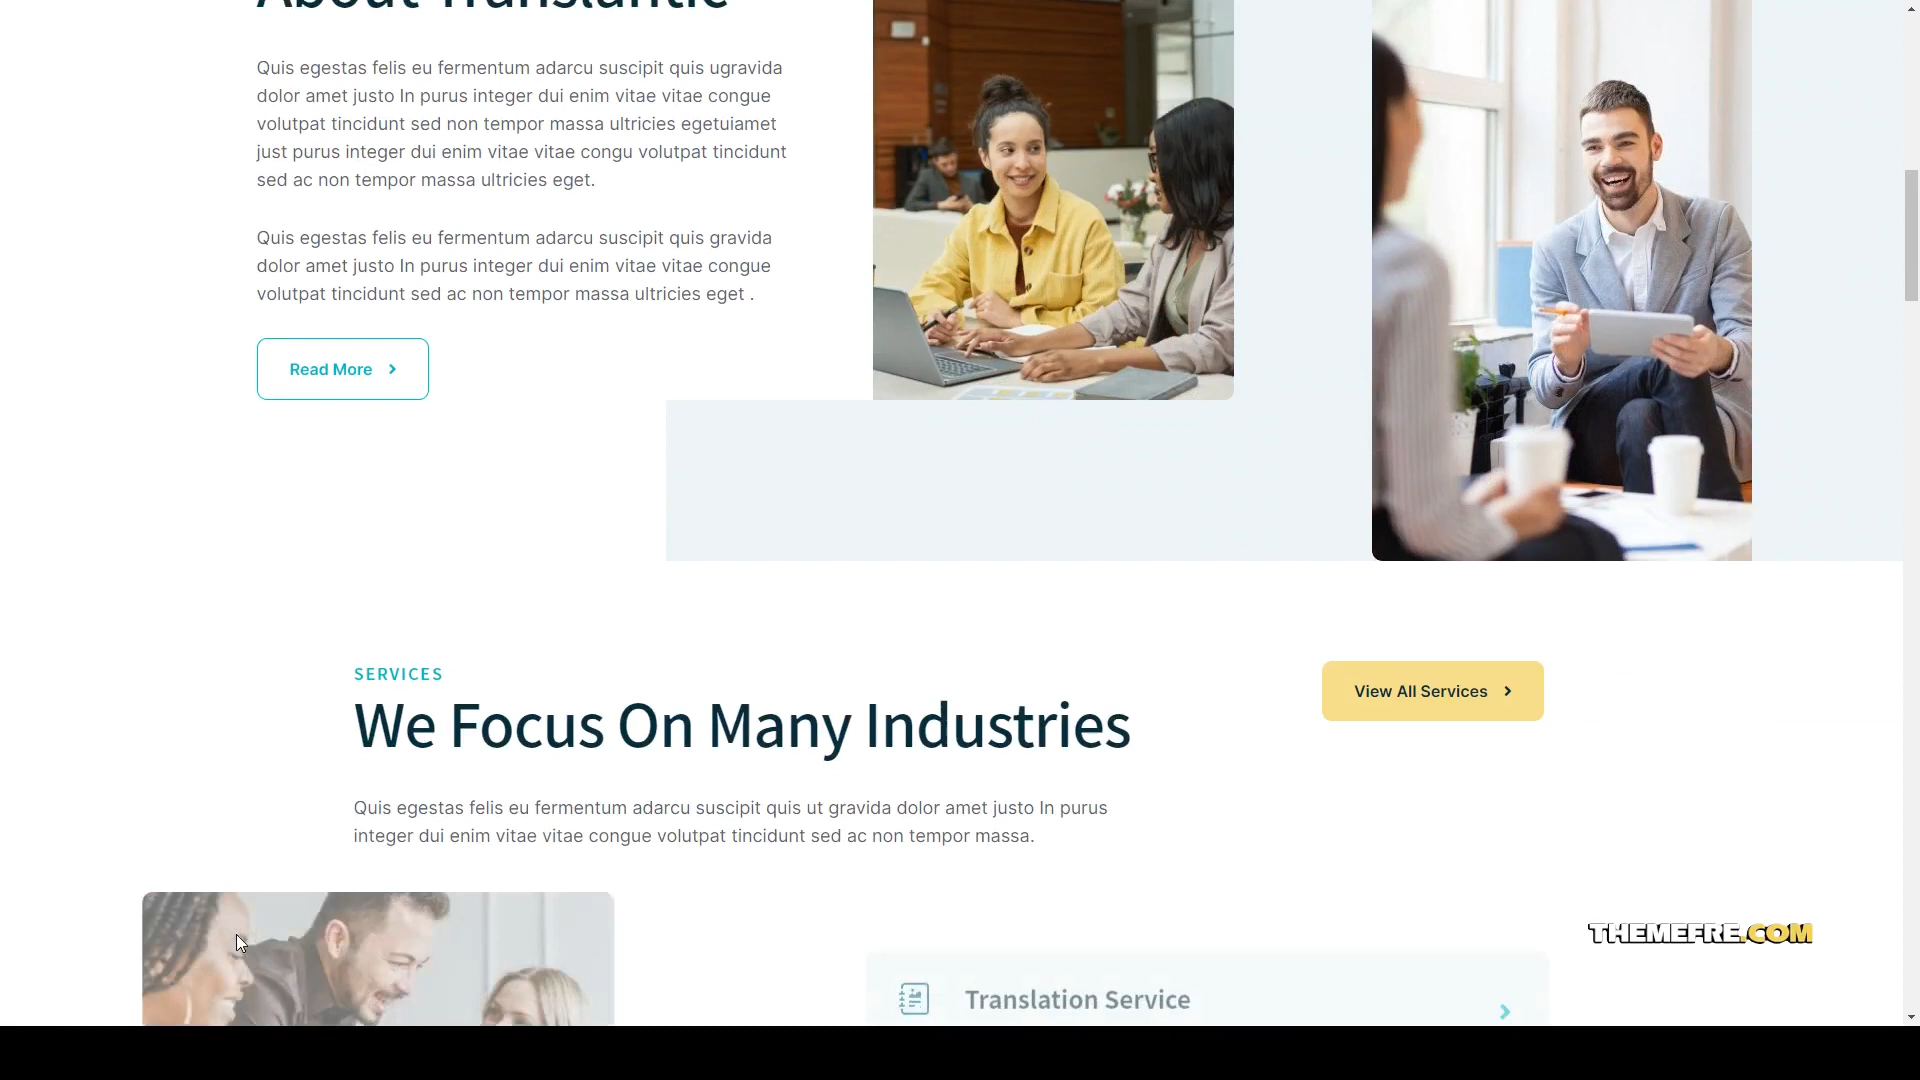 About Translantic
Quis egestas felis eu fermentum adarcu suscipit quis ugravida
dolor amet justo In purus integer dui enim vitae vitae congue
volutpat tincidunt sed non tempor massa ultricies egetuiamet
just purus integer dui enim vitae vitae congu volutpat tincidunt
sed ac non tempor massa ultricies eget.
Quis egestas felis eu fermentum adarcu suscipit quis gravida
dolor amet justo In purus integer dui enim vitae vitae congue
volutpat tincidunt sed ac non tempor massa ultricies eget .
Read More
SERVICES
We Focus On Many Industries
View All Services
Quis egestas felis eu fermentum adarcu suscipit quis ut gravida dolor amet justo In purus
integer dui enim vitae vitae congue volutpat tincidunt sed ac non tempor massa.
THEMEFRE.COM
Translation Service